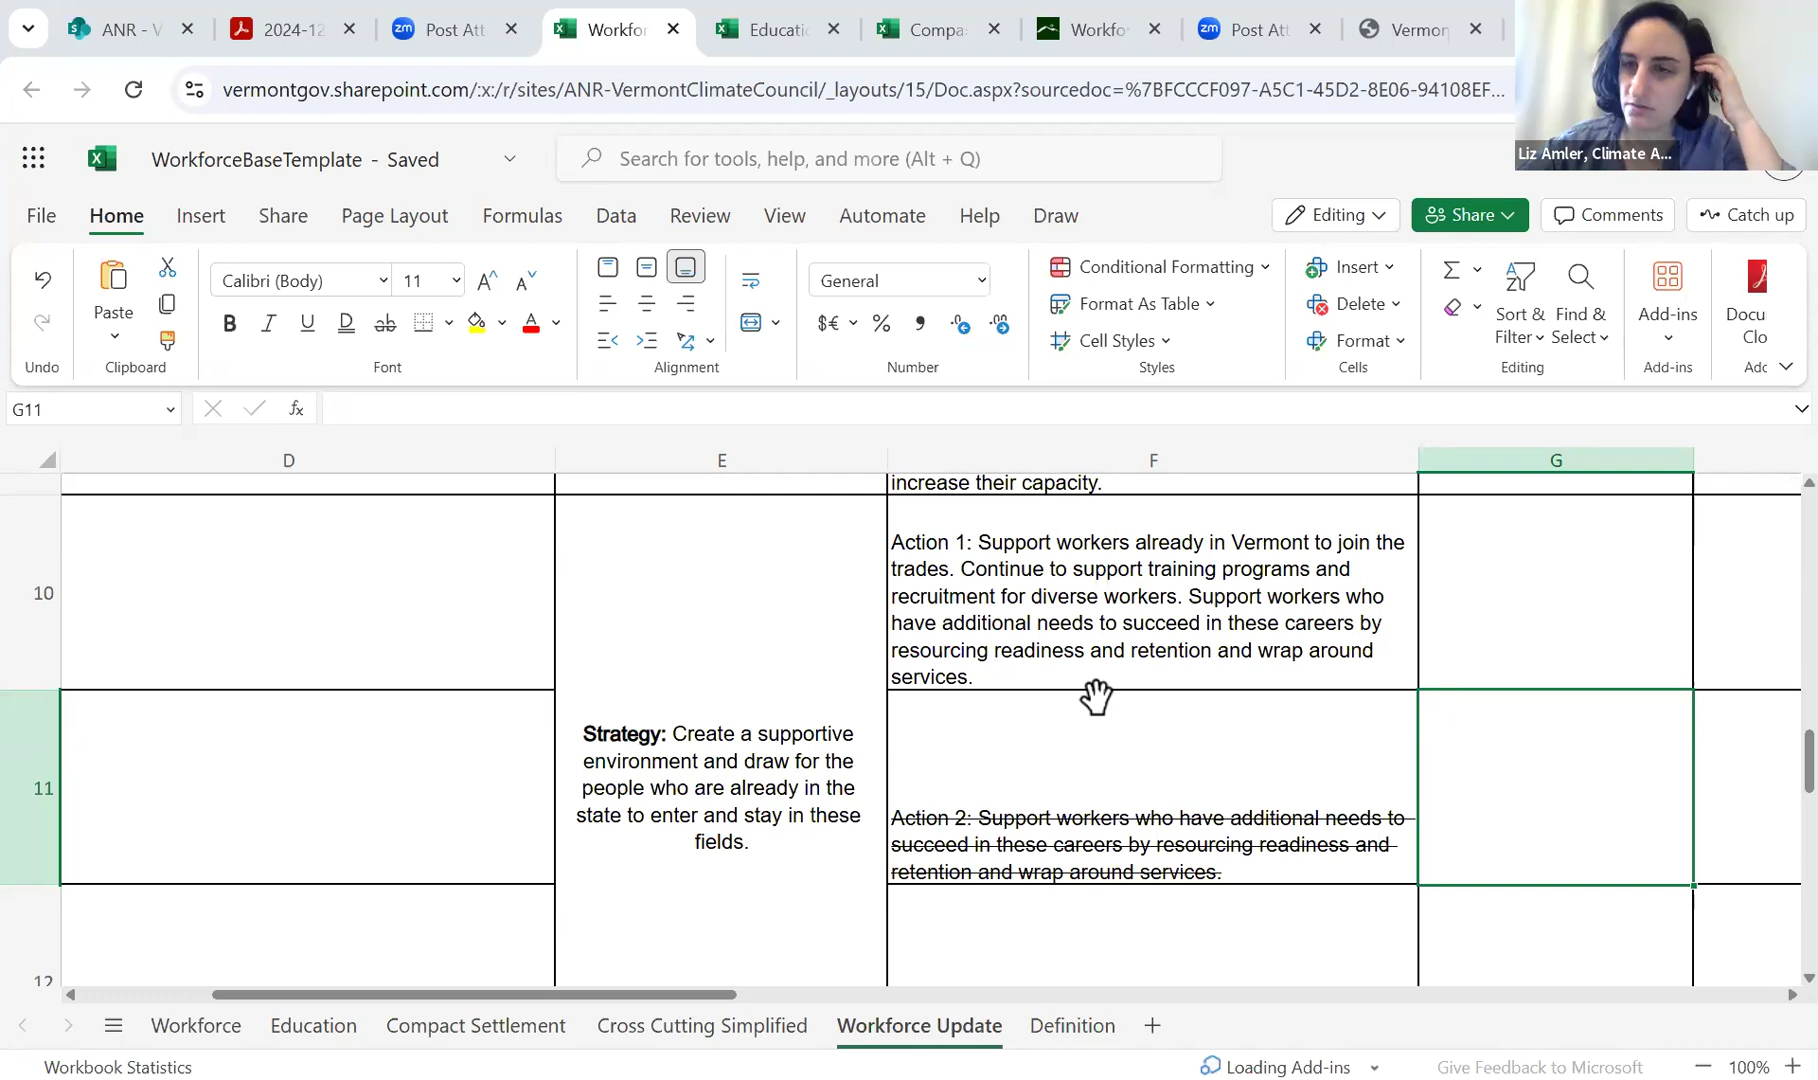 ANR - V
2024-12
Post Att
Workfor
Educatio
Compa
Workfo
Post Att
Vermon
vermontgov.sharepoint.com/:x:/r/sites/ANR-VermontClimateCouncil/_layouts/15/Doc.aspx?sourcedoc=%7BFCCCF097-A5C1-45D2-8E06-94108EF...
Liz Amler, Climate A...
WorkforceBaseTemplate - Saved
Search for tools, help, and more (Alt + Q)
File Home Insert Share Page Layout Formulas Data Review View Automate Help Draw
Editing Share Comments Catch up
Paste
Calibri (Body) 11
General
Conditional Formatting
Format As Table
Cell Styles
Insert
Delete
Format
Sort & Filter
Find & Select
Add-ins
Docu
Clo
Undo Clipboard Font Alignment Number Styles Cells Editing Add-ins Adc
G11
fx
D E F G
increase their capacity.
10
Action 1: Support workers already in Vermont to join the
trades. Continue to support training programs and
recruitment for diverse workers. Support workers who
have additional needs to succeed in these careers by
resourcing readiness and retention and wrap around
services.
11
Strategy: Create a supportive
environment and draw for the
people who are already in the
state to enter and stay in these
fields.
Action 2: Support workers who have additional needs to
succeed in these careers by resourcing readiness and
retention and wrap around services.
12
Workforce Education Compact Settlement Cross Cutting Simplified Workforce Update Definition
Workbook Statistics
Loading Add-ins
Give Feedback to Microsoft
100%